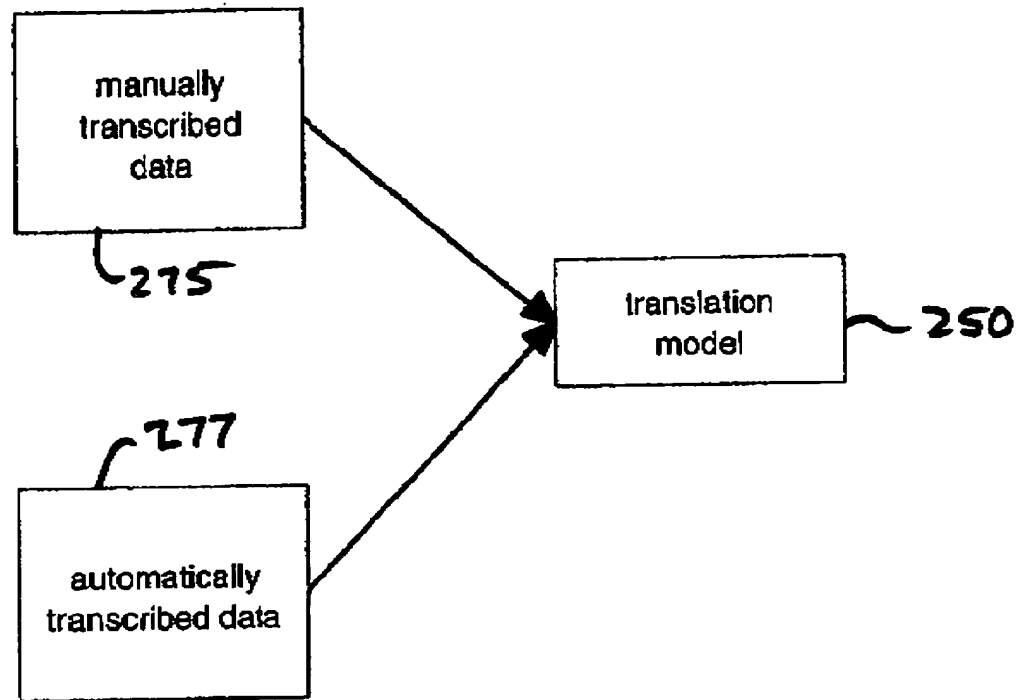 manually
transcribed
data
275
translation
model
250
277
automatically
transcribed data